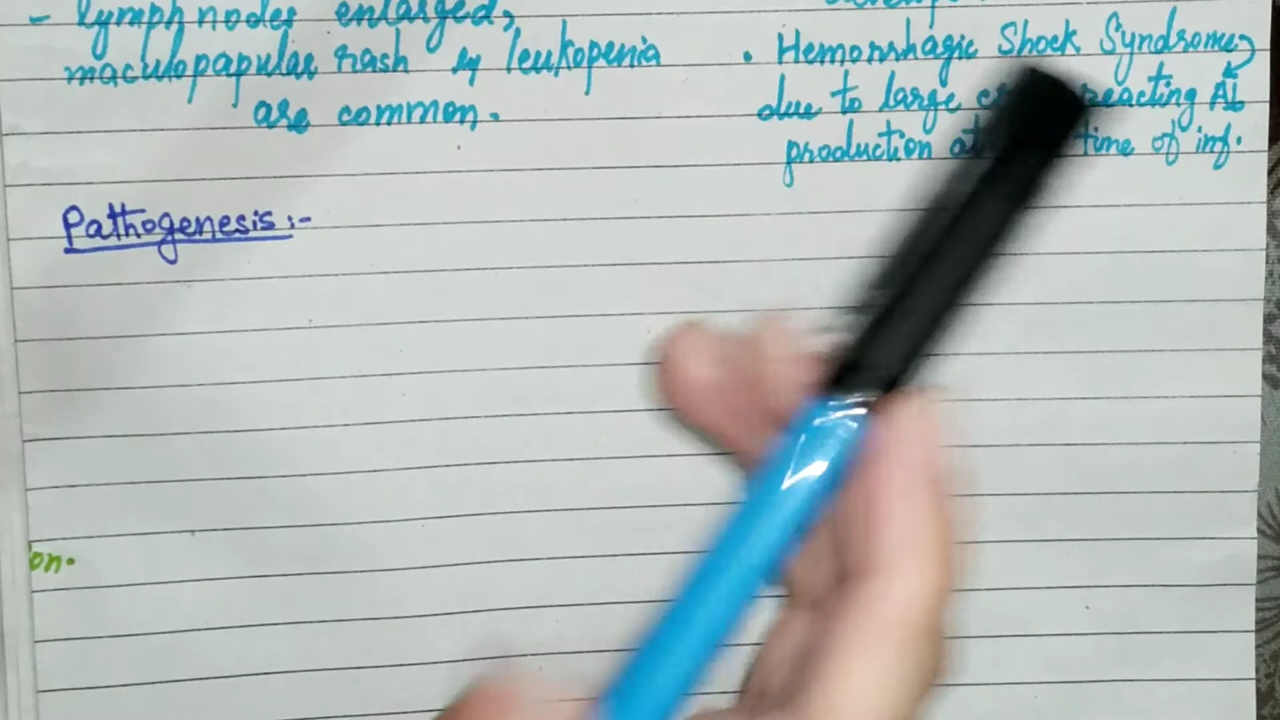 - lymph nodes enlarged,
maculopapular rash & leukopenia
are common.
• Hemorrhagic Shock Syndrome,
due to large reacting Ab
production at time of inf.
Pathogenesis :-
on.